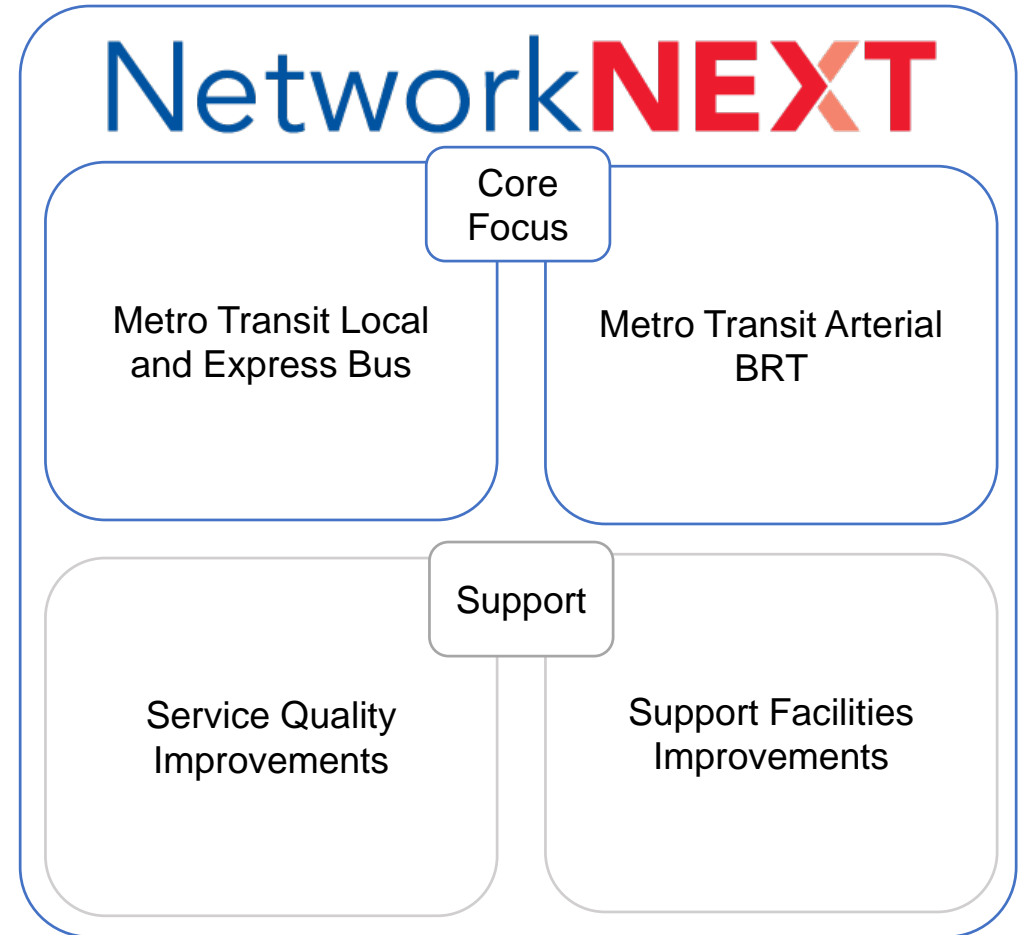 NetworkNEXT
Core
Focus
Metro Transit Local
and Express Bus
Metro Transit Arterial
BRT
Support
Service Quality
Improvements
Support Facilities
Improvements